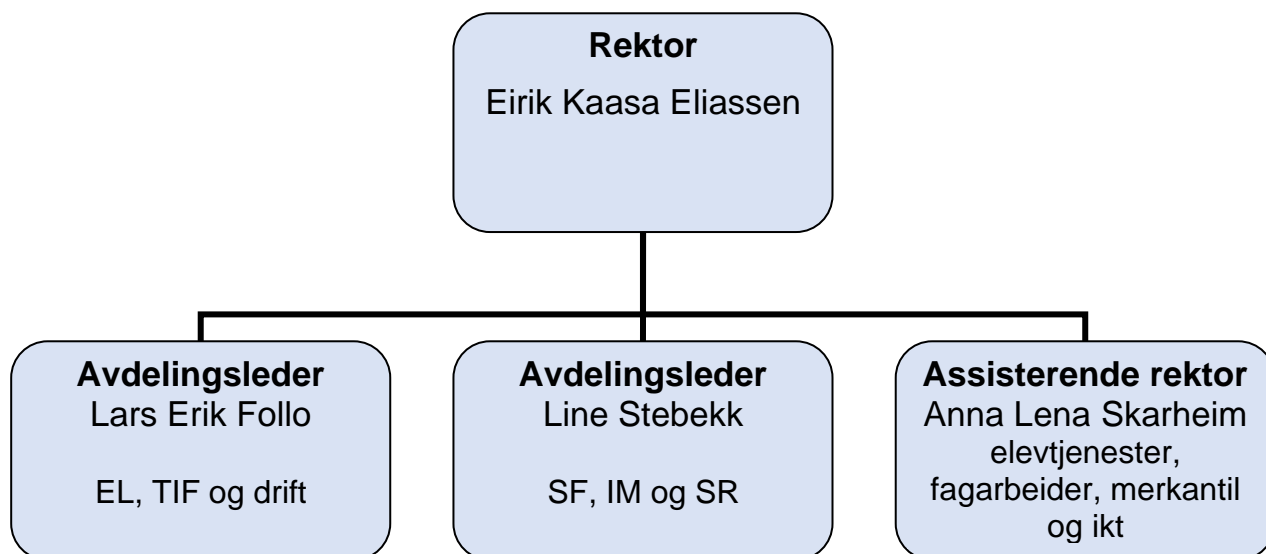 Rektor
Eirik Kaasa Eliassen
Avdelingsleder
Lars Erik Follo
EL, TIF og drift
Avdelingsleder
Line Stebekk
SF, IM og SR
Assisterende rektor
Anna Lena Skarheim
elevtjenester,
fagarbeider, merkantil
og ikt